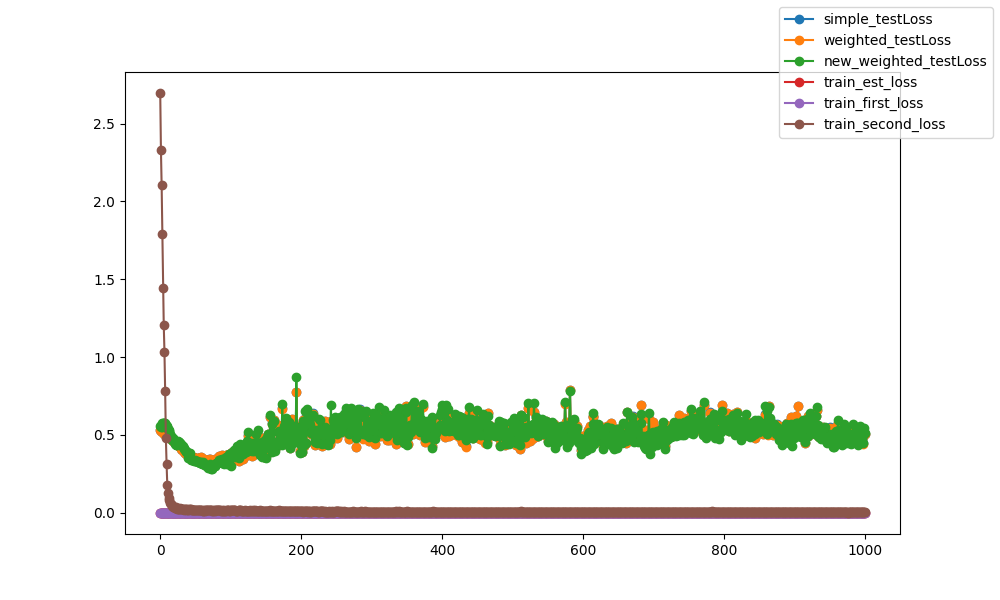 simple_testLoss
weighted_testLoss
new_weighted_testLoss
train_est_loss
train_first_loss
train_second_loss
2.5
2.0
1.5
1.0
0.5
0.0
0 200 400 600 800 1000